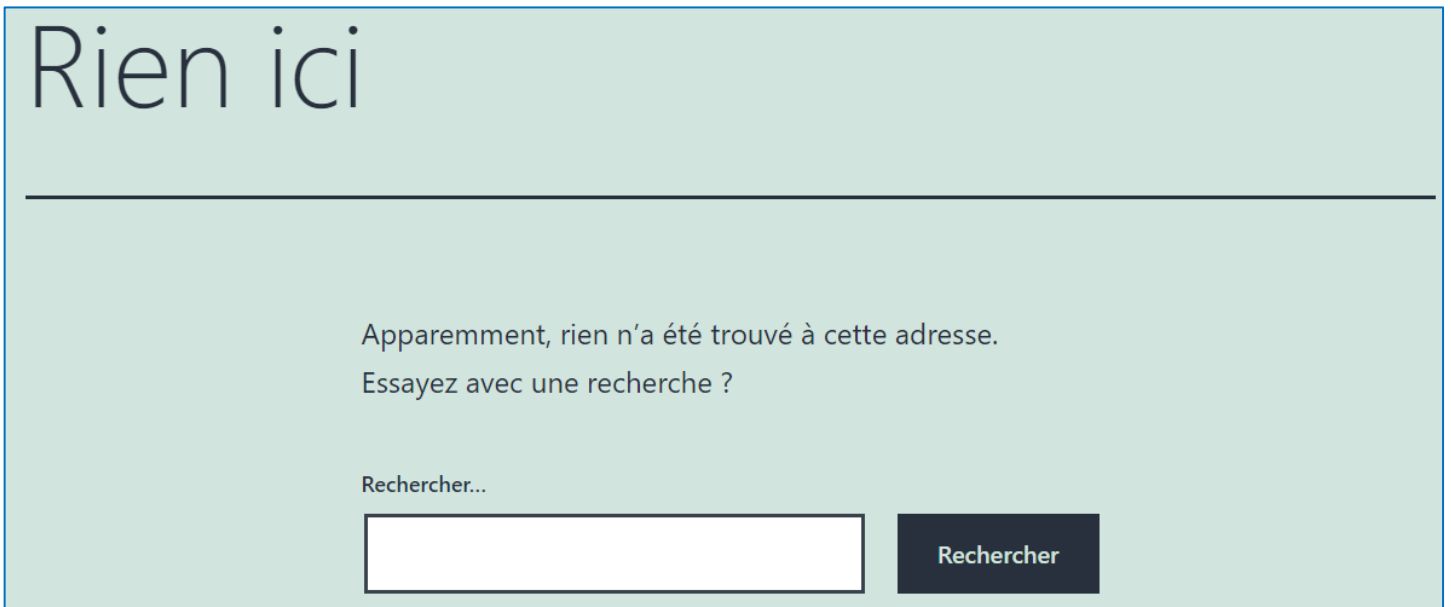 Rien ici
Apparemment, rien n’a été trouvé à cette adresse.
Essayez avec une recherche ?
Rechercher…
Rechercher